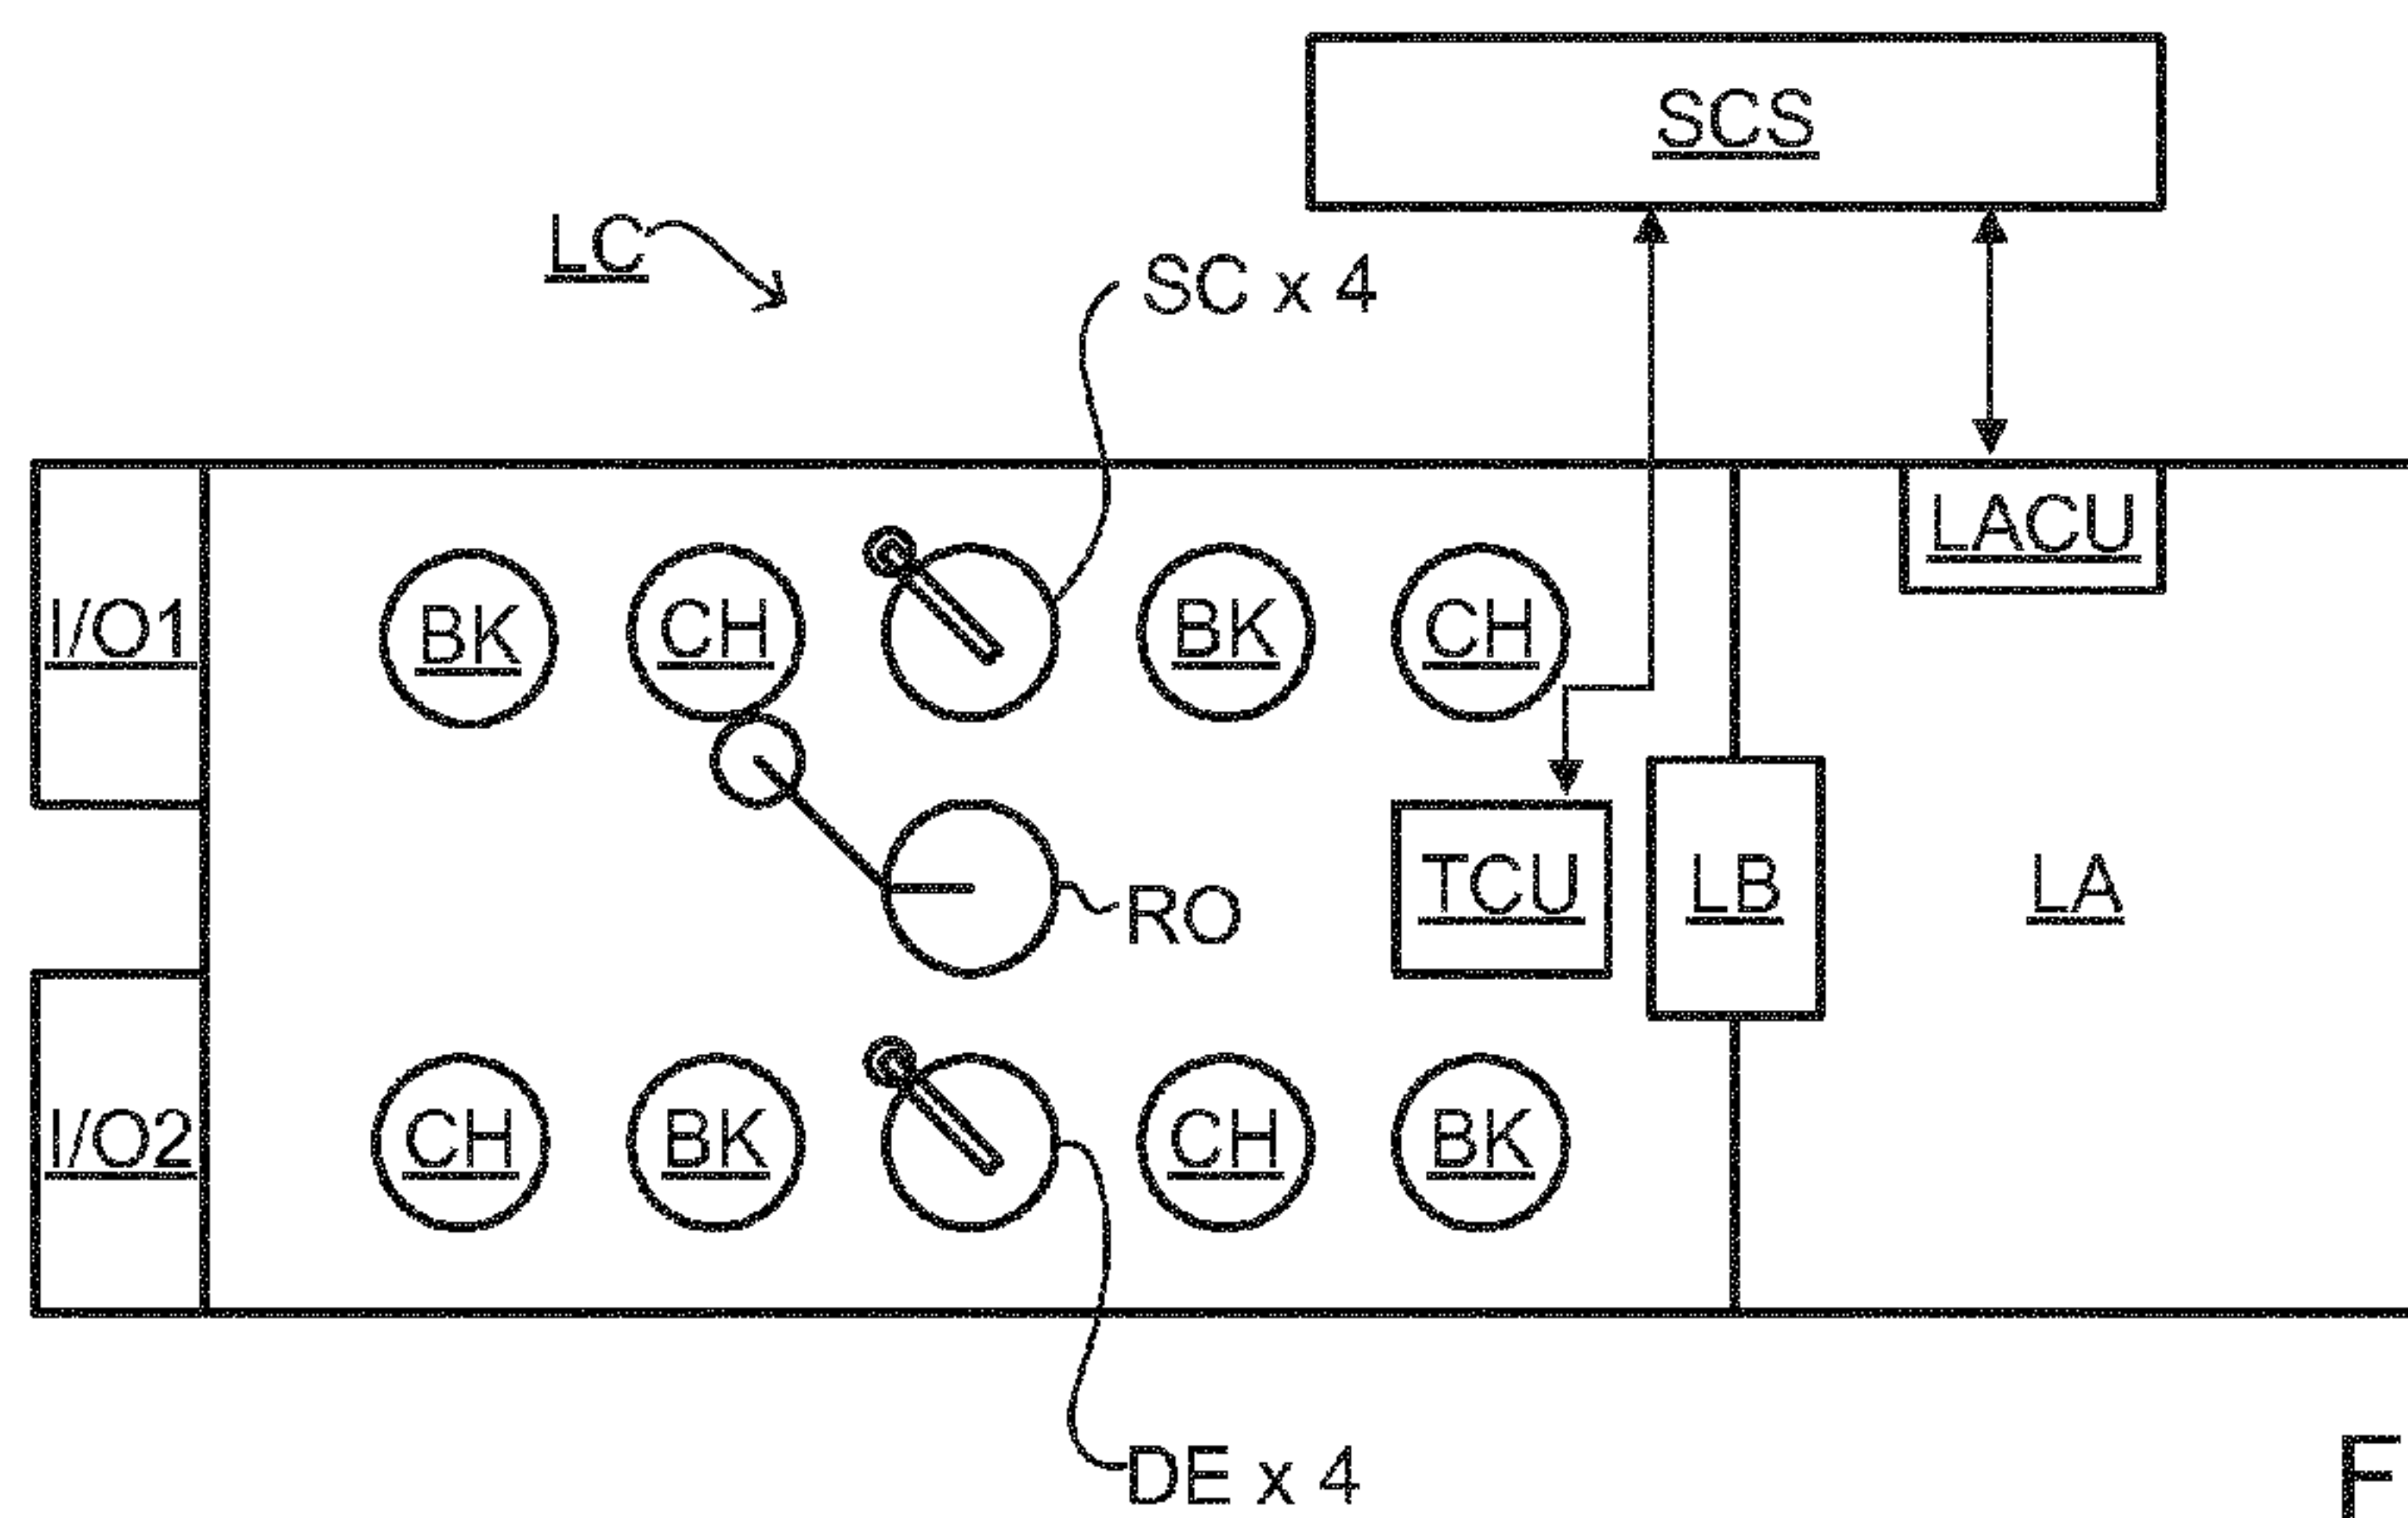 SCS
LC
SC x 4
LACU
I/O1
BK
CH
BK
CH
TCU
LB
LA
RO
I/O2
CH
BK
CH
BK
DE x 4
F